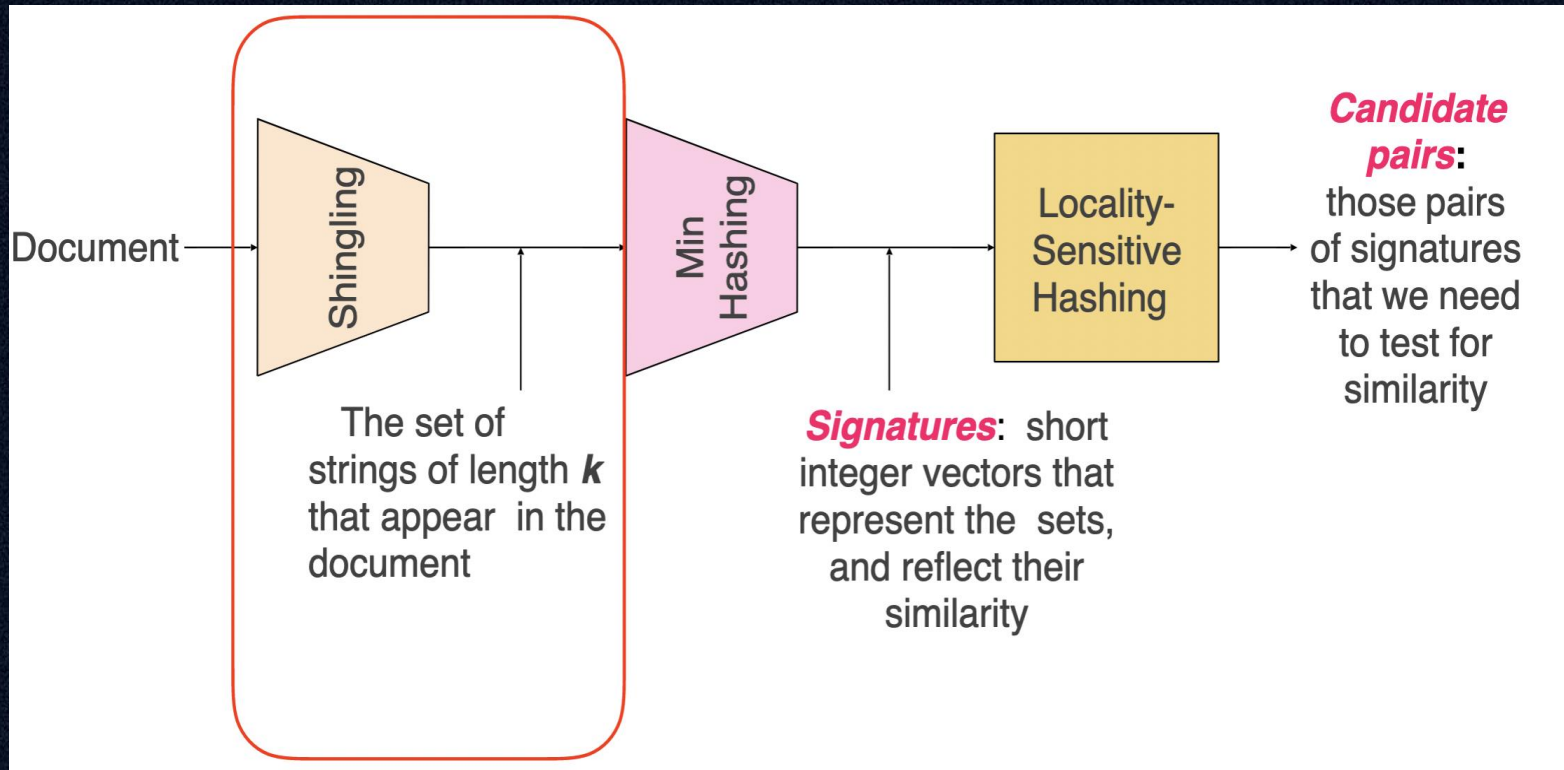 Document
Shingling
The set of
strings of length k
that appear in the
document
Min
Hashing
Signatures: short
integer vectors that
represent the sets,
and reflect their
similarity
Locality-
Sensitive
Hashing
Candidate
pairs:
those pairs
of signatures
that we need
to test for
similarity